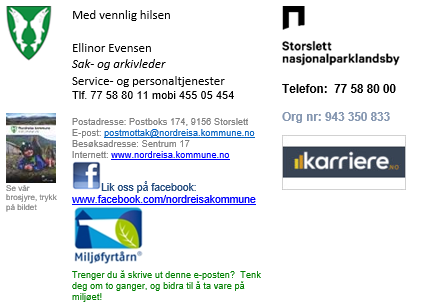 Med vennlig hilsen
Ellinor Evensen
Sak- og arkivleder
Service- og personaltjenester
Tlf. 77 58 80 11 mobi 455 05 454
Postadresse: Postboks 174, 9156 Storslett
E-post: postmottak@nordreisa.kommune.no
Besøksadresse: Sentrum 17
Internett: www.nordreisa.kommune.no
Nordreisa kommune
Se vår
brosjyre, trykk
på bildet
Lik oss på facebook:
www.facebook.com/nordreisakommune
Miljøfyrtårn®
Trenger du å skrive ut denne e-posten?  Tenk
deg om to ganger, og bidra til å ta vare på
miljøet!
Storslett
nasjonalparklandsby
Telefon:  77 58 80 00
Org nr: 943 350 833
karriere.NO